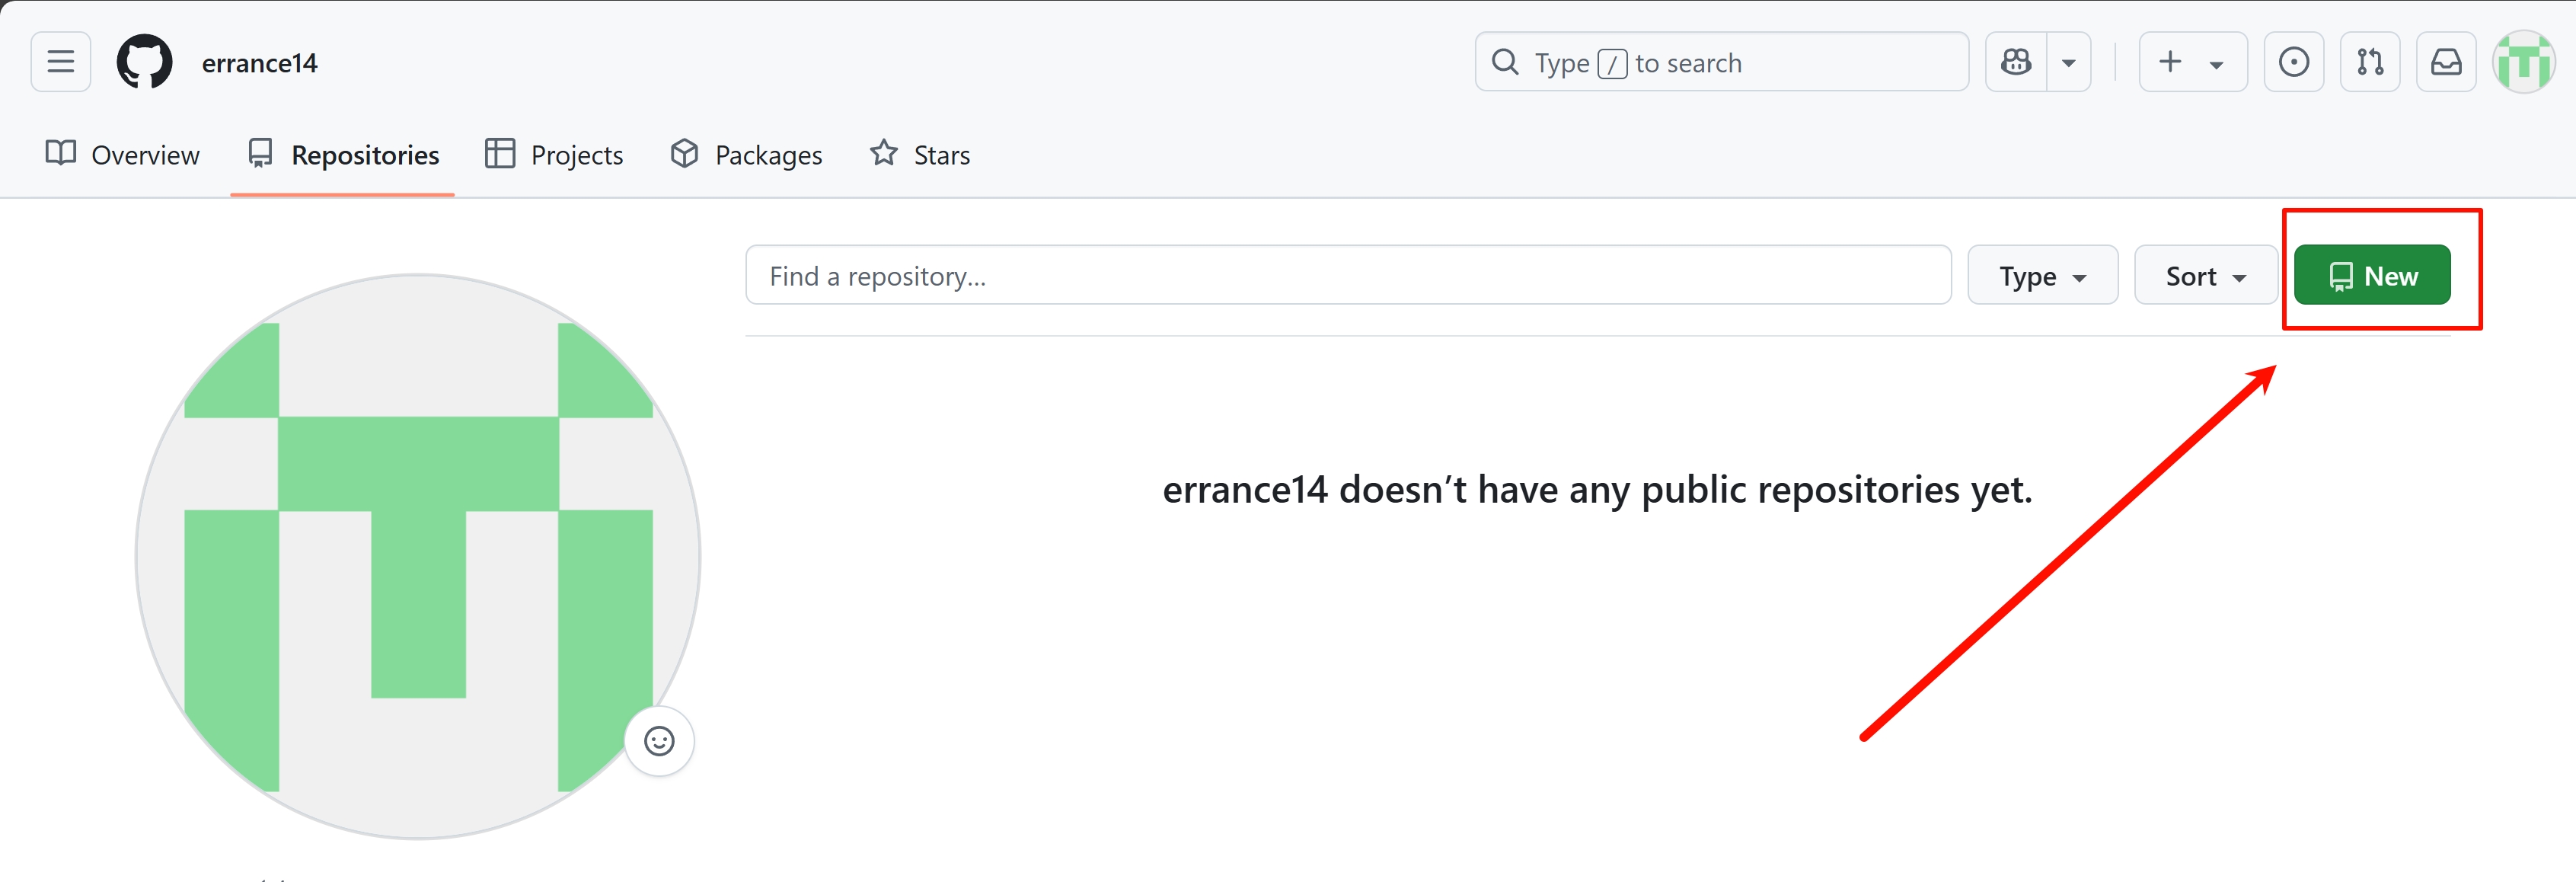 errance14
Type / to search
Overview
Repositories
Projects
Packages
Stars
Find a repository...
Type
Sort
New
errance14 doesn’t have any public repositories yet.